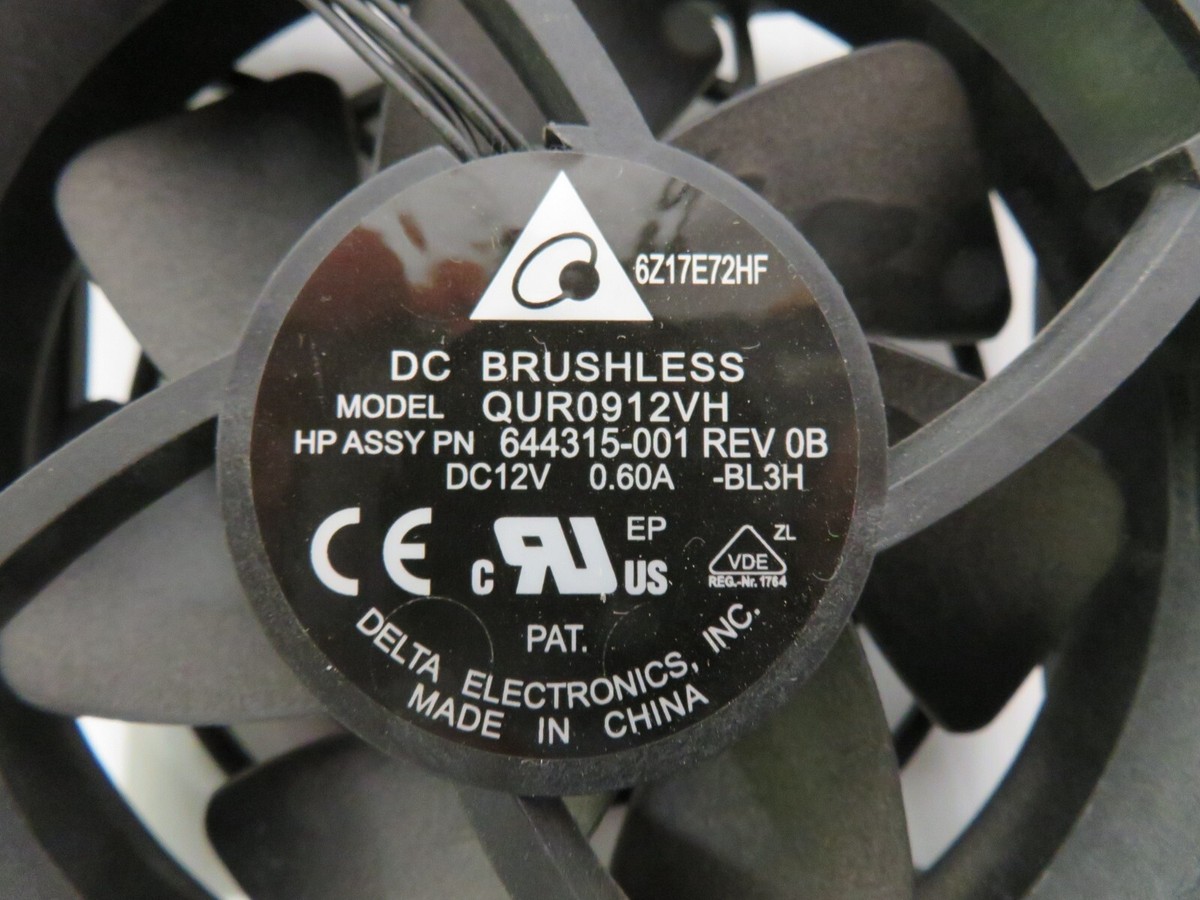 6Z17E72HF
DC BRUSHLESS
MODEL QUR0912VH
HP ASSY PN 644315-001 REV 0B
DC12V 0.60A -BL3H
CE c RU US EP VDE ZL
REG.-Nr. 1764
PAT.
DELTA ELECTRONICS, INC.
MADE IN CHINA